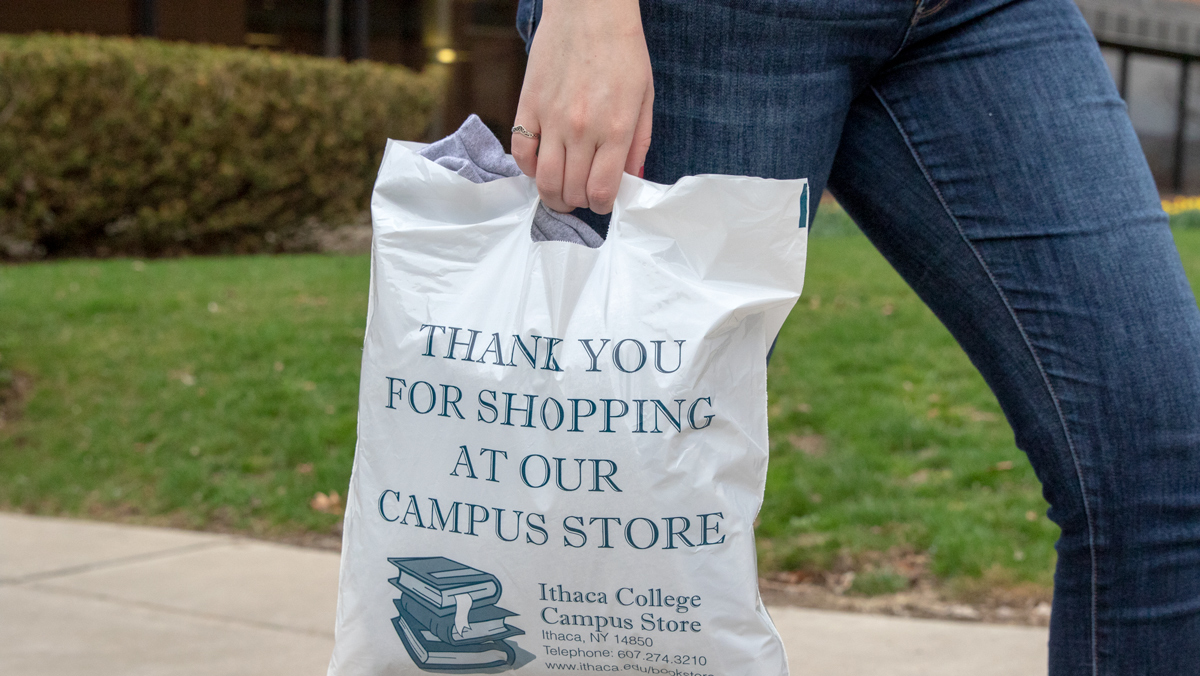 THANK YOU
FOR SHOPPING
AT OUR
CAMPUS STORE
Ithaca College
Campus Store
Ithaca, NY 14850
Telephone: 607.274.3210
www.ithaca.edu/bookstore